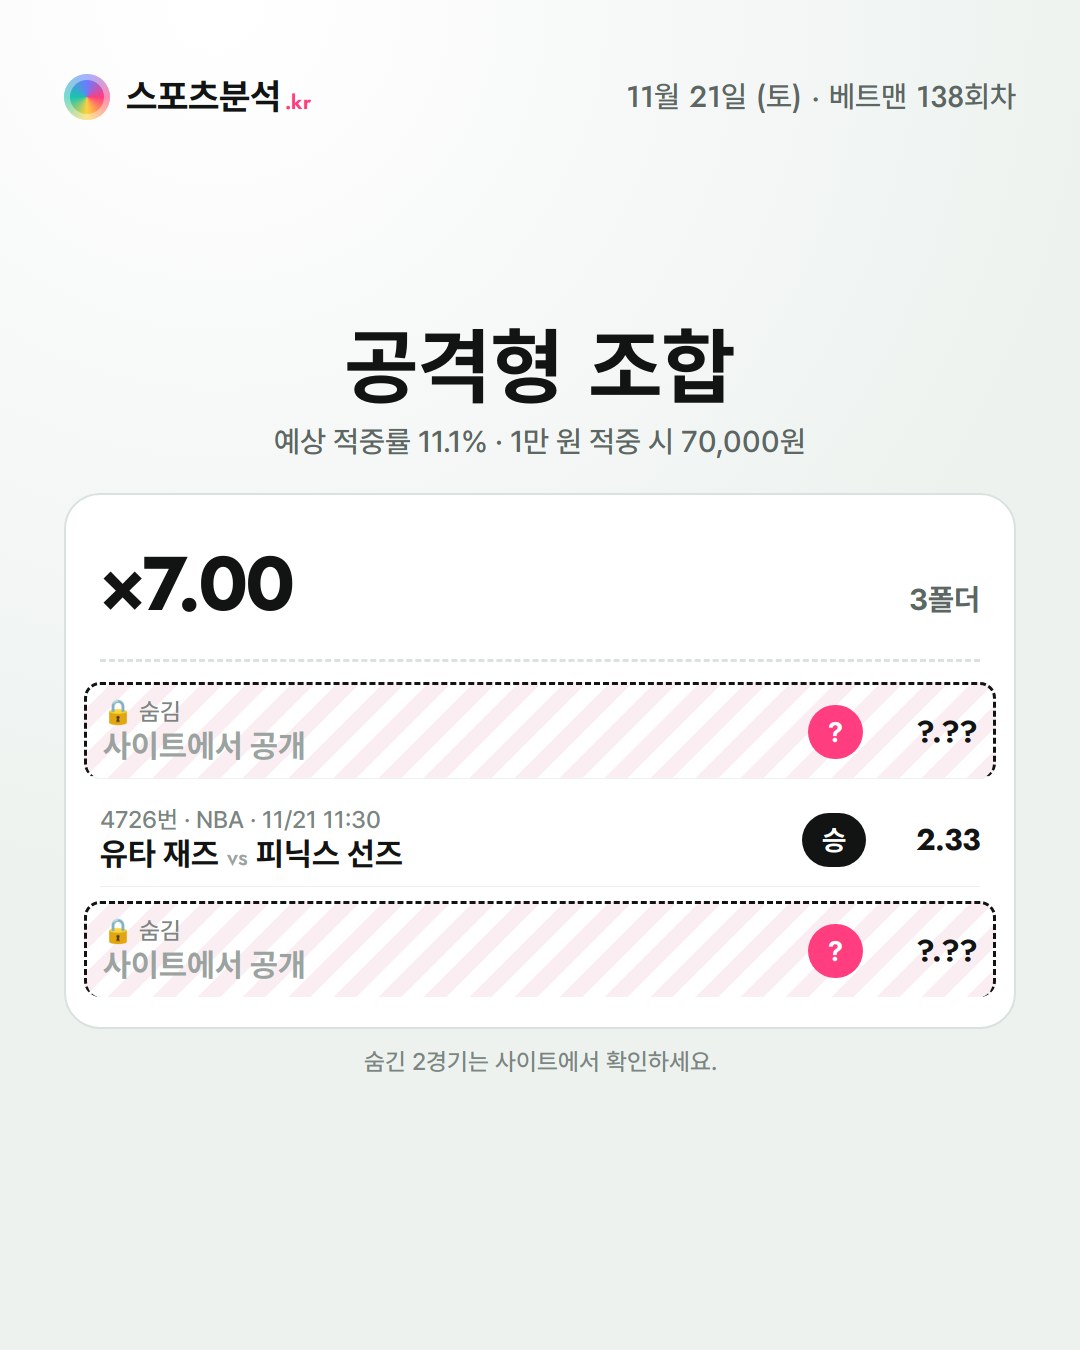 스포츠분석.kr
11월 21일 (토) · 베트맨 138회차
공격형 조합
예상 적중률 11.1% · 1만 원 적중 시 70,000원
×7.00
3폴더
🔒 숨김
사이트에서 공개
?
?.??
4726번 · NBA · 11/21 11:30
유타 재즈 vs 피닉스 선즈
승
2.33
🔒 숨김
사이트에서 공개
?
?.??
숨긴 2경기는 사이트에서 확인하세요.